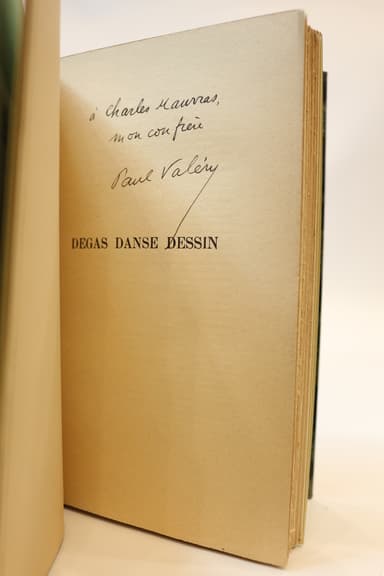 à Charles Maurras,
mon confrère
Paul Valéry
DEGAS DANSE DESSIN